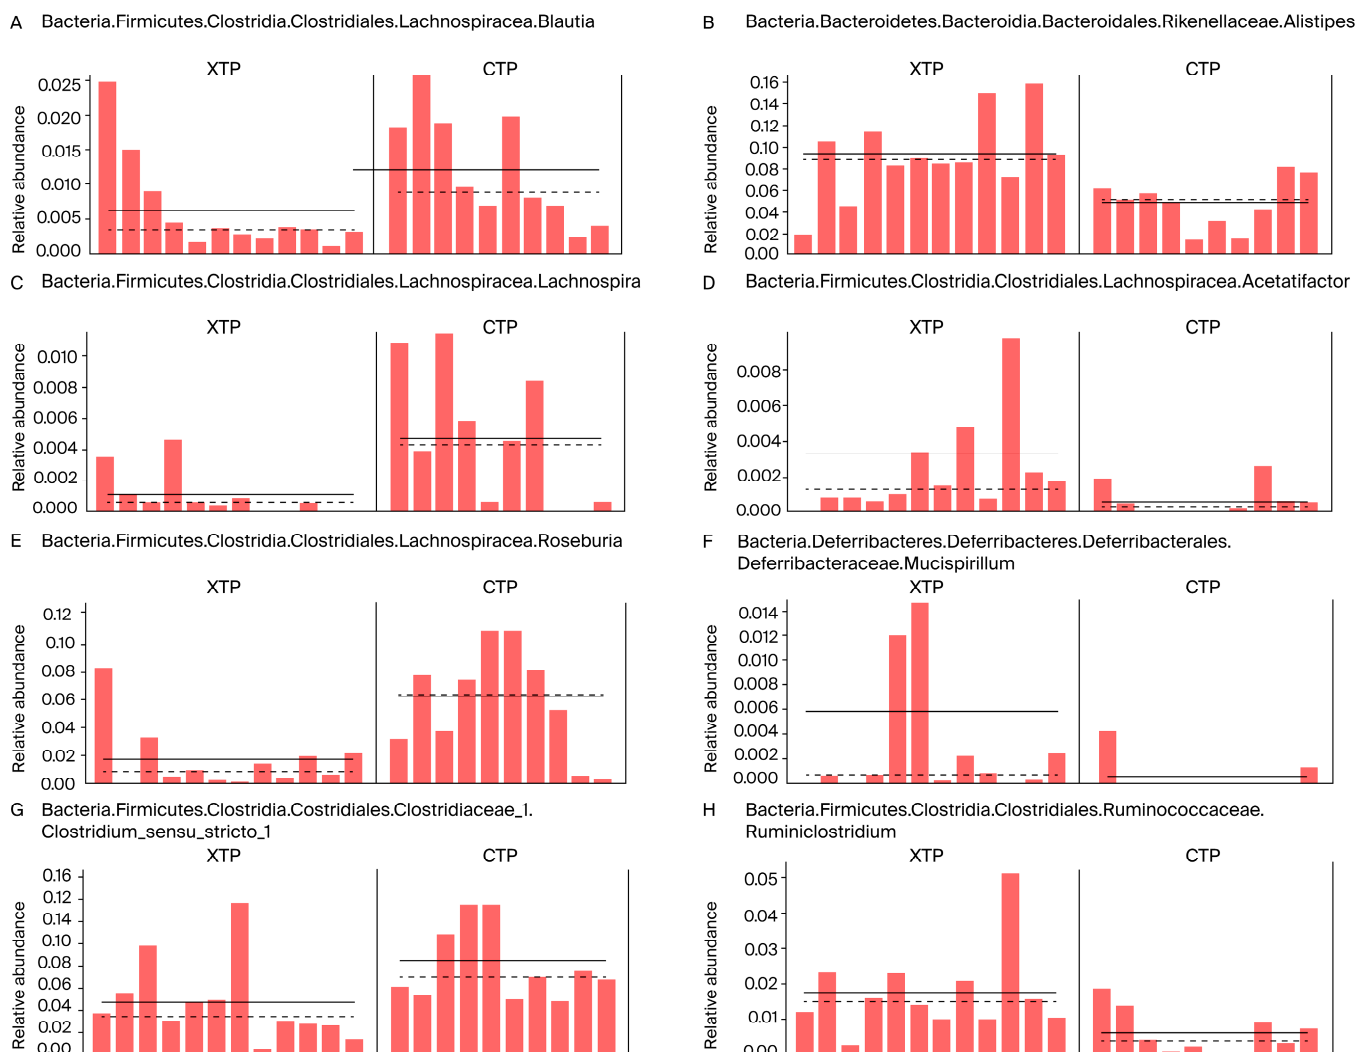 A Bacteria.Firmicutes.Clostridia.Clostridiales.Lachnospiracea.Blautia
XTP CTP
Relative abundance
0.025
0.020
0.015
0.010
0.005
0.000
B Bacteria.Bacteroidetes.Bacteroidia.Bacteroidales.Rikenellaceae.Alistipes
XTP CTP
Relative abundance
0.16
0.14
0.12
0.10
0.08
0.06
0.04
0.02
0.00
C Bacteria.Firmicutes.Clostridia.Clostridiales.Lachnospiracea.Lachnospira
XTP CTP
Relative abundance
0.010
0.008
0.006
0.004
0.002
0.000
D Bacteria.Firmicutes.Clostridia.Clostridiales.Lachnospiracea.Acetatifactor
XTP CTP
Relative abundance
0.008
0.006
0.004
0.002
0.000
E Bacteria.Firmicutes.Clostridia.Clostridiales.Lachnospiracea.Roseburia
XTP CTP
Relative abundance
0.12
0.10
0.08
0.06
0.04
0.02
0.00
F Bacteria.Deferribacteres.Deferribacteres.Deferribacterales.
Deferribacteraceae.Mucispirillum
XTP CTP
Relative abundance
0.014
0.012
0.010
0.008
0.006
0.004
0.002
0.000
G Bacteria.Firmicutes.Clostridia.Costridiales.Clostridiaceae_1.
Clostridium_sensu_stricto_1
XTP CTP
Relative abundance
0.16
0.14
0.12
0.10
0.08
0.06
0.04
0.02
0.00
H Bacteria.Firmicutes.Clostridia.Clostridiales.Ruminococcaceae.
Ruminiclostridium
XTP CTP
Relative abundance
0.05
0.04
0.03
0.02
0.01
0.00